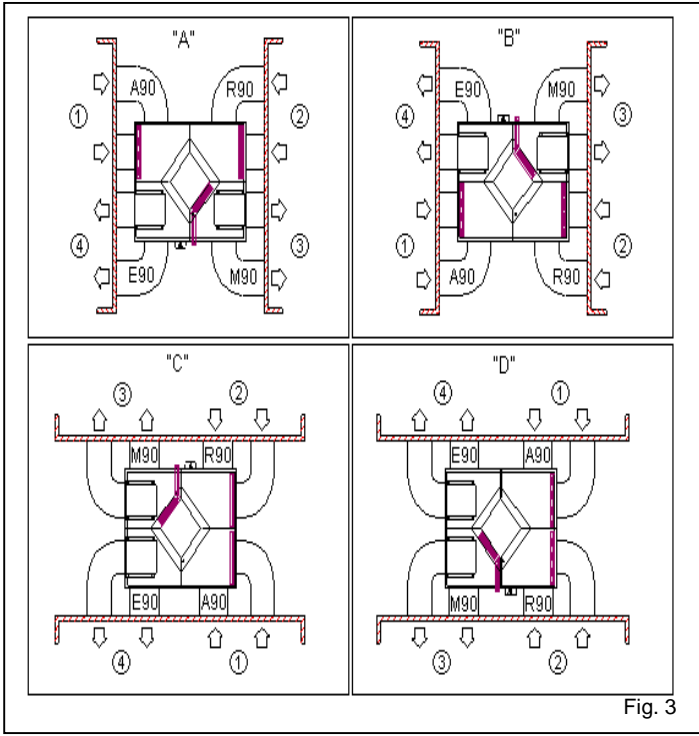 "A"
A90 R90
① ②
④ ③
E90 M90
"B"
E90 M90
④ ③
① ②
A90 R90
"C"
③ ②
M90 R90
E90 A90
④ ①
"D"
④ ①
E90 A90
M90 R90
③ ②
Fig. 3